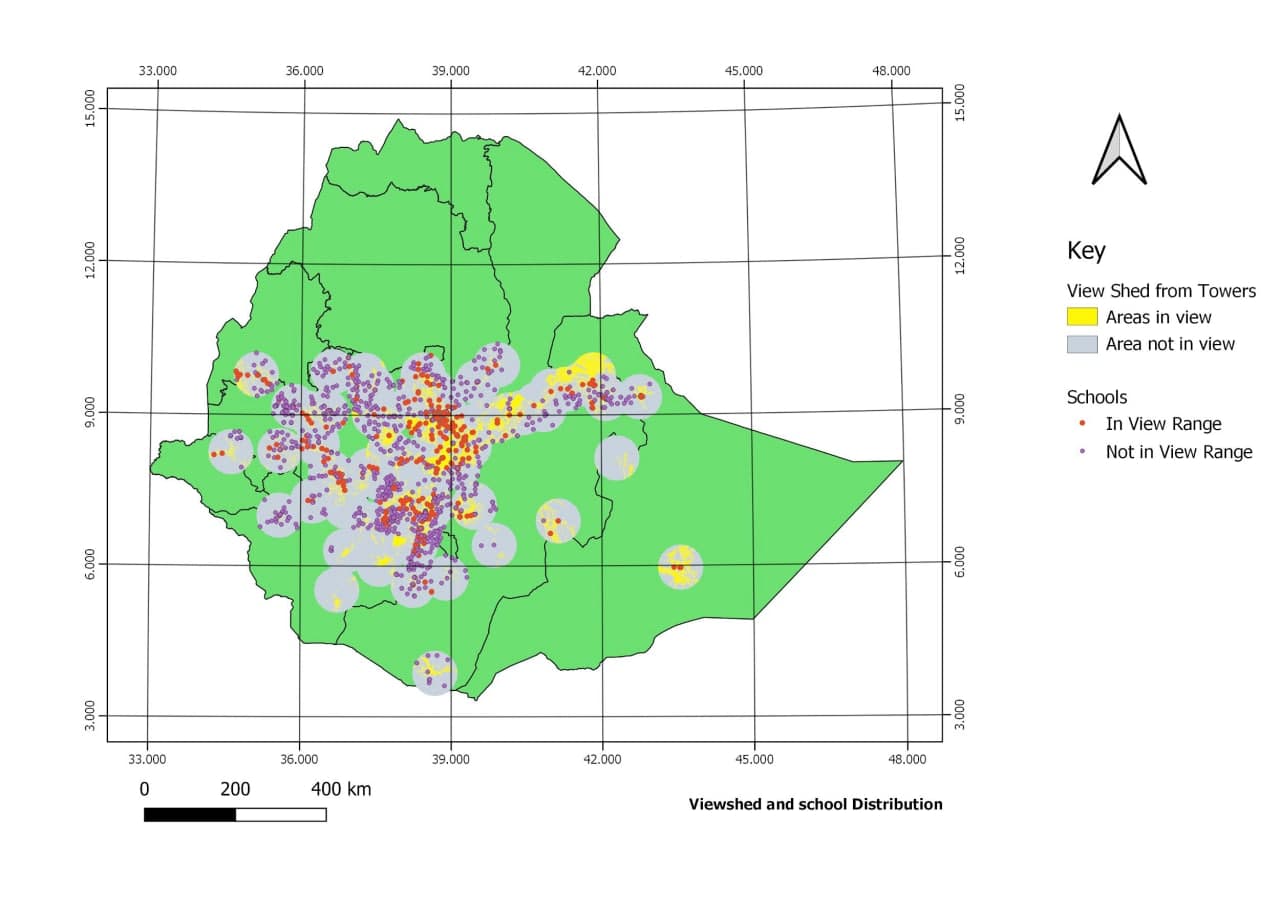 33.000 36.000 39.000 42.000 45.000 48.000
15.000 15.000
12.000 12.000
9.000 9.000
6.000 6.000
3.000 3.000
33.000 36.000 39.000 42.000 45.000 48.000
0 200 400 km
Viewshed and school Distribution
Key
View Shed from Towers
Areas in view
Area not in view
Schools
In View Range
Not in View Range